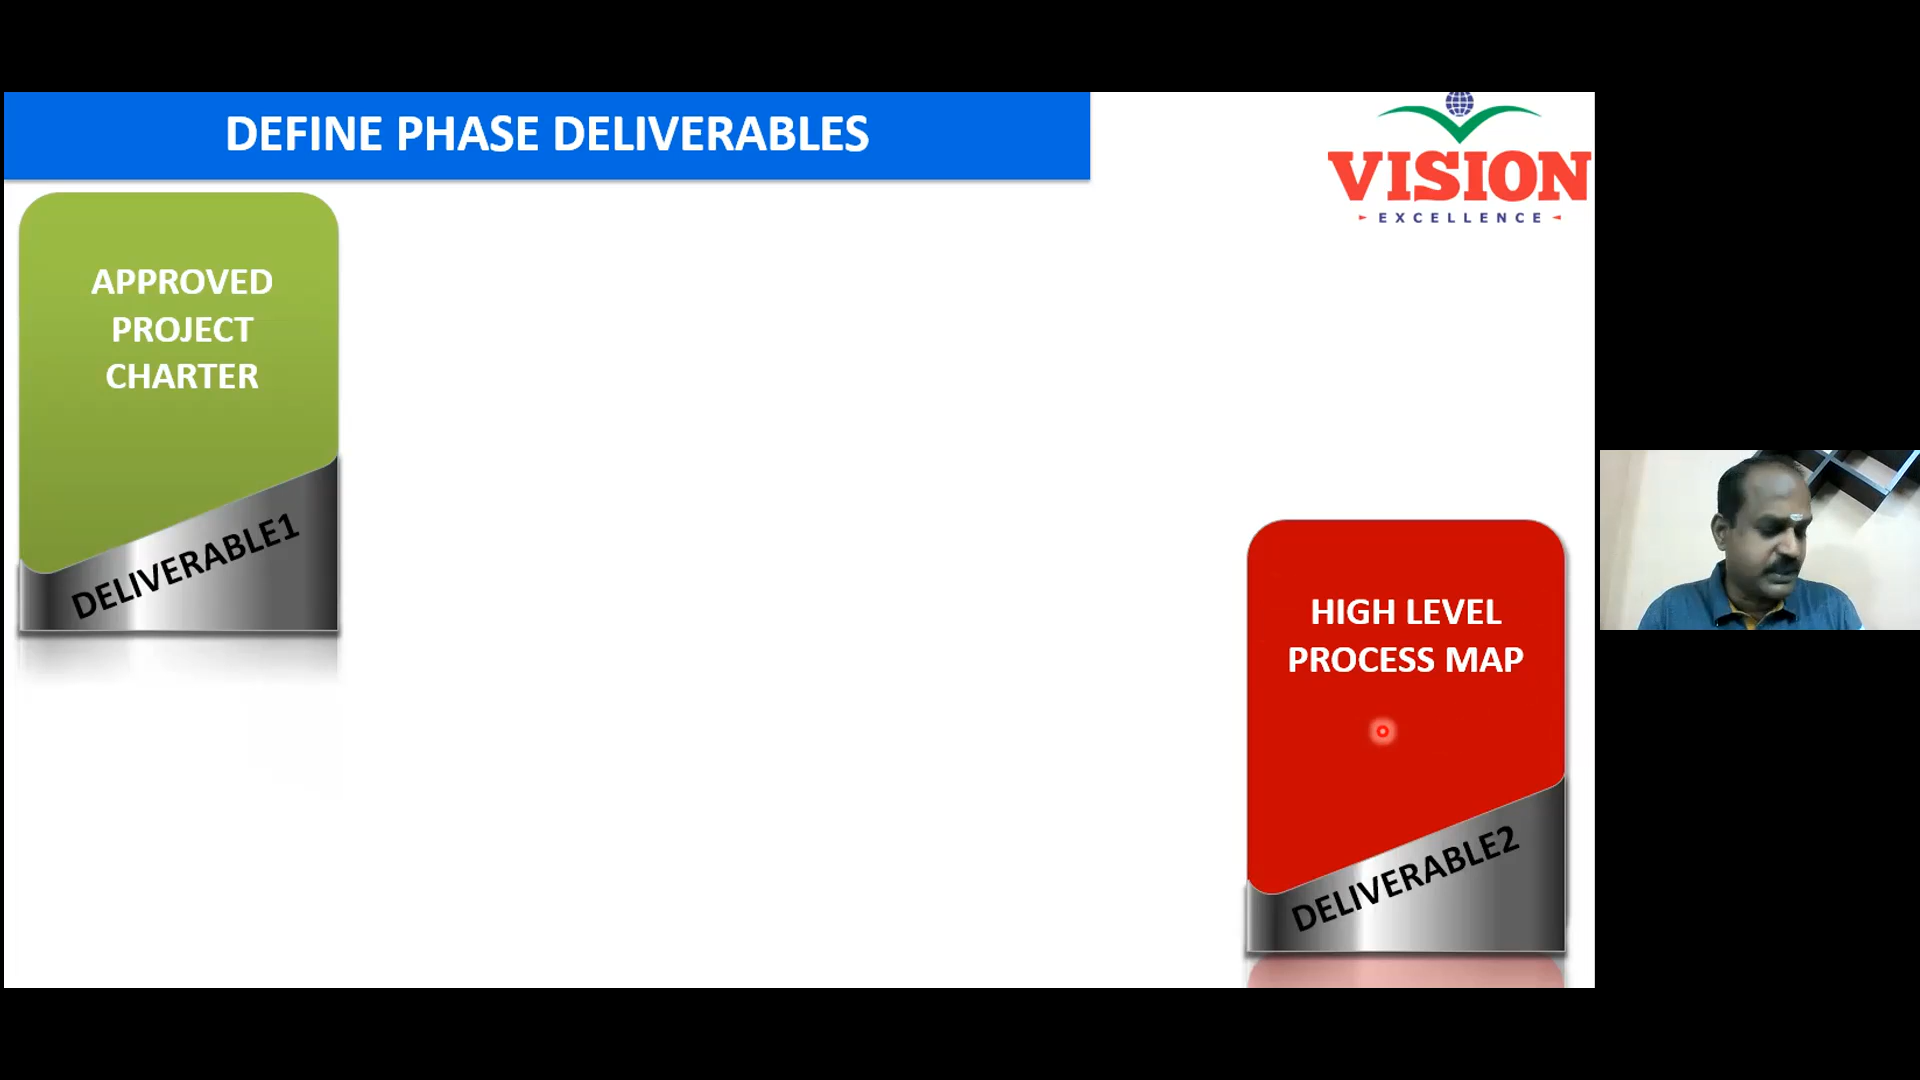 DEFINE PHASE DELIVERABLES
VISION
EXCELLENCE
APPROVED
PROJECT
CHARTER
DELIVERABLE1
HIGH LEVEL
PROCESS MAP
DELIVERABLE2